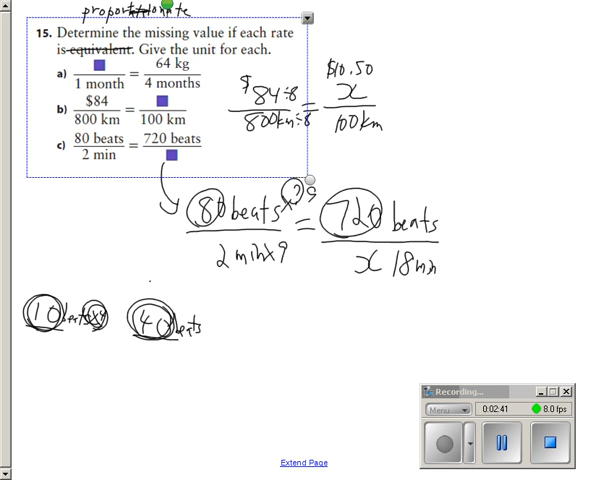 proportionate
15. Determine the missing value if each rate
is equivalent. Give the unit for each.
a) ■/1 month = 64 kg/4 months
b) $84/800 km = ■/100 km
c) 80 beats/2 min = 720 beats/■
$84÷8/800km÷8 = x/100km
$10.50
80 beats x ? 9/2 min x 9 = 720 beats/x 18 min
10 beats x4 40 beats
Recording...
Menu
0:02:41
8.0 fps
Extend Page